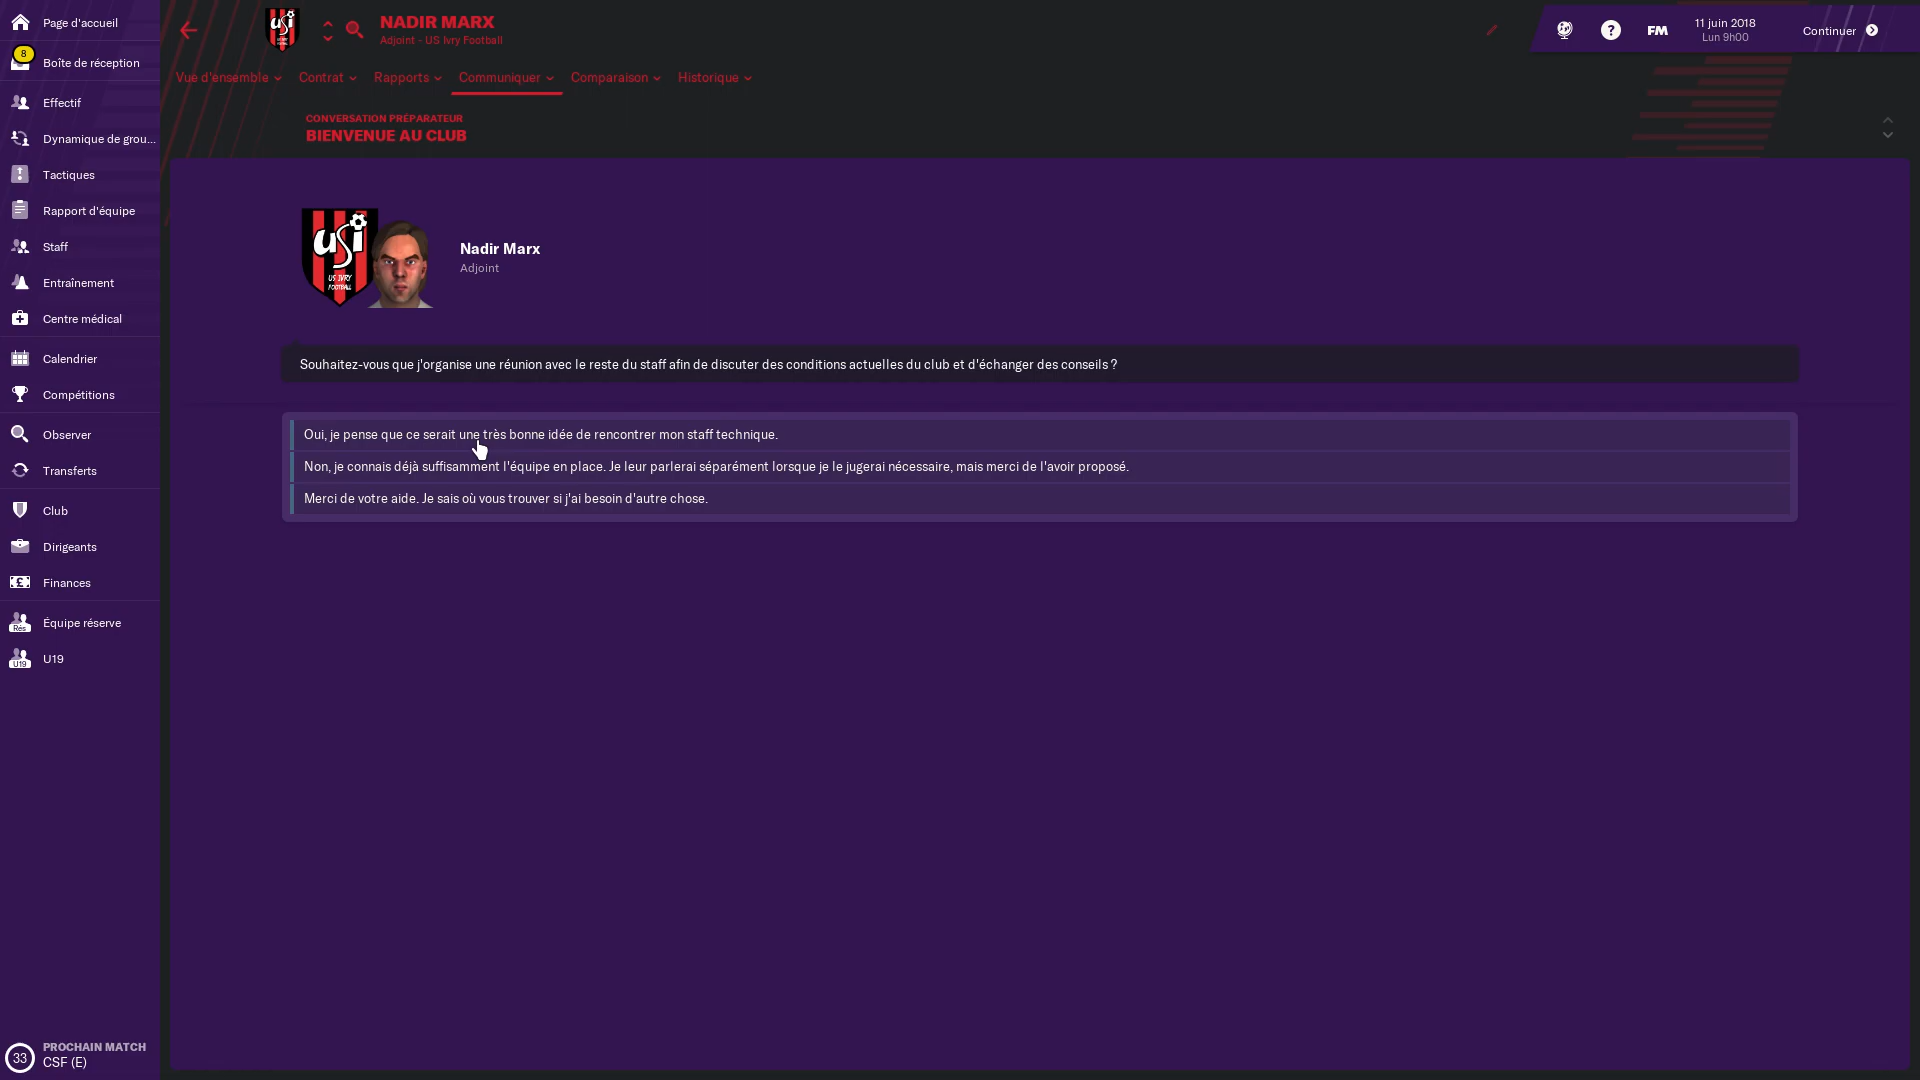 Page d'accueil
8
Boîte de réception
Effectif
Dynamique de grou...
Tactiques
Rapport d'équipe
Staff
Entraînement
Centre médical
Calendrier
Compétitions
Observer
Transferts
Club
Dirigeants
Finances
Rés
Équipe réserve
U19
U19
33
PROCHAIN MATCH
CSF (E)
usi
NADIR MARX
Adjoint - US Ivry Football
?
FM
11 juin 2018
Lun 9h00
Continuer
Vue d'ensemble
Contrat
Rapports
Communiquer
Comparaison
Historique
CONVERSATION PRÉPARATEUR
BIENVENUE AU CLUB
usi
US IVRY
FOOTBALL
Nadir Marx
Adjoint
Souhaitez-vous que j'organise une réunion avec le reste du staff afin de discuter des conditions actuelles du club et d'échanger des conseils ?
Oui, je pense que ce serait une très bonne idée de rencontrer mon staff technique.
Non, je connais déjà suffisamment l'équipe en place. Je leur parlerai séparément lorsque je le jugerai nécessaire, mais merci de l'avoir proposé.
Merci de votre aide. Je sais où vous trouver si j'ai besoin d'autre chose.